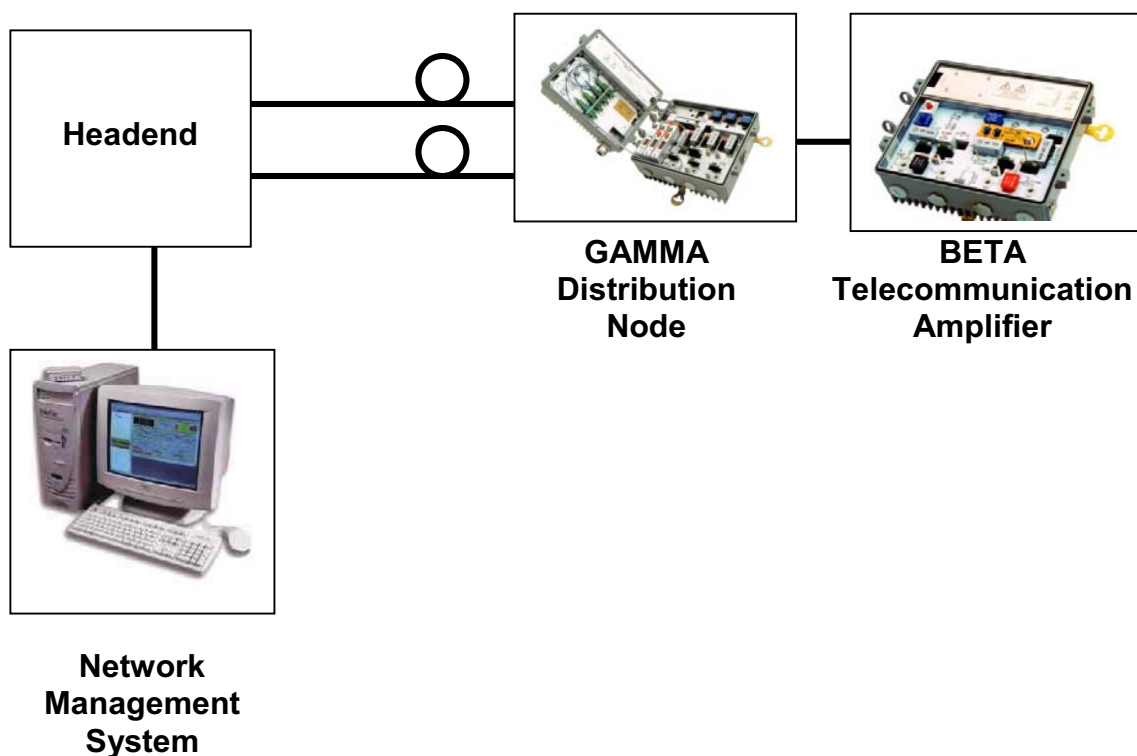 Headend
GAMMA
Distribution
Node
BETA
Telecommunication
Amplifier
Network
Management
System